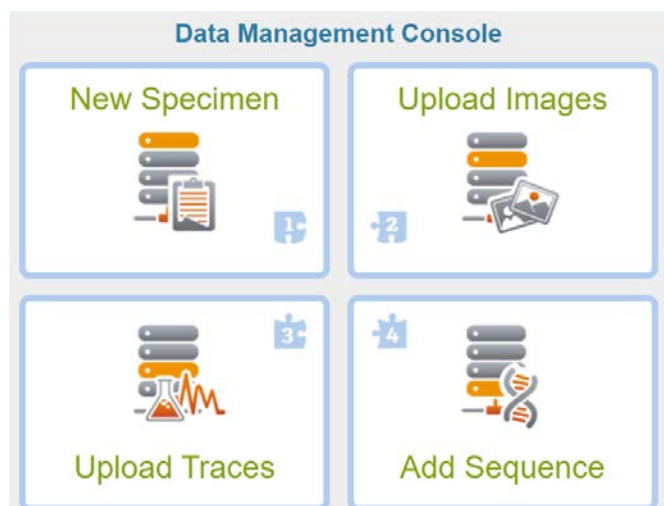 Data Management Console
New Specimen
1
Upload Images
2
3
Upload Traces
4
Add Sequence